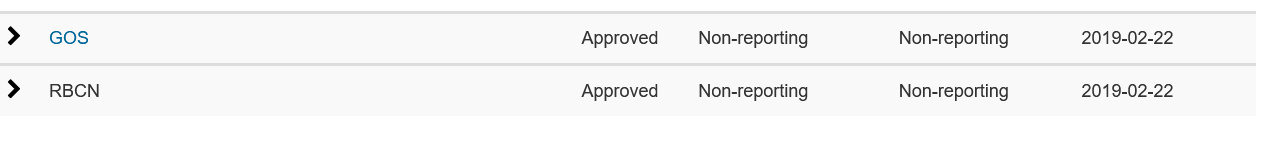 GOS Approved Non-reporting Non-reporting 2019-02-22
RBCN Approved Non-reporting Non-reporting 2019-02-22